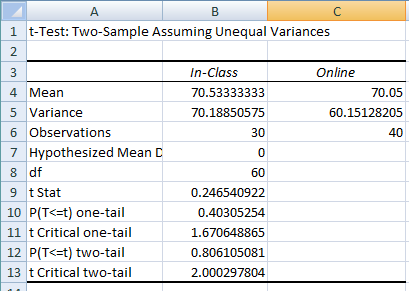 A B C
1 t-Test: Two-Sample Assuming Unequal Variances
2
3 In-Class Online
4 Mean 70.53333333 70.05
5 Variance 70.18850575 60.15128205
6 Observations 30 40
7 Hypothesized Mean D 0
8 df 60
9 t Stat 0.246540922
10 P(T<=t) one-tail 0.40305254
11 t Critical one-tail 1.670648865
12 P(T<=t) two-tail 0.806105081
13 t Critical two-tail 2.000297804